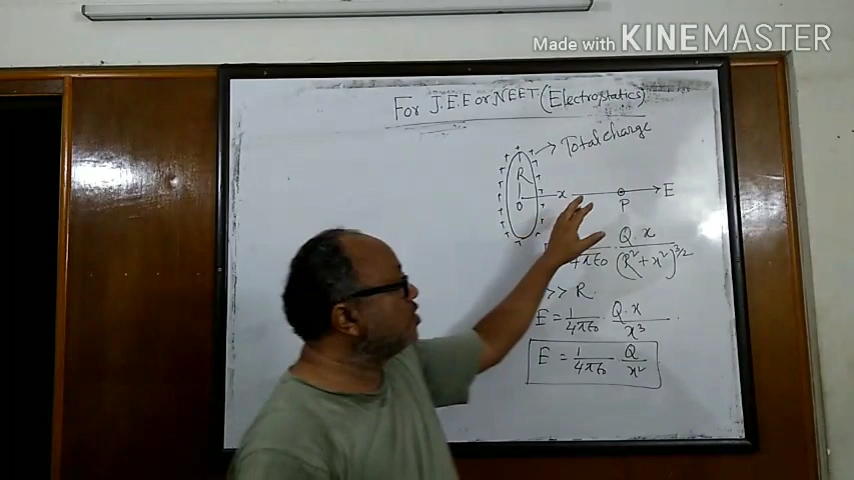 Made with KINEMASTER
For J.E.E or NEET (Electrostatics)
Total charge
R
x
E
O
P
4πε₀ Q x / (R² + x²)^3/2
>> R.
E = 1/4πε₀ Q.x / x³
E = 1/4πε₀ Q / x²